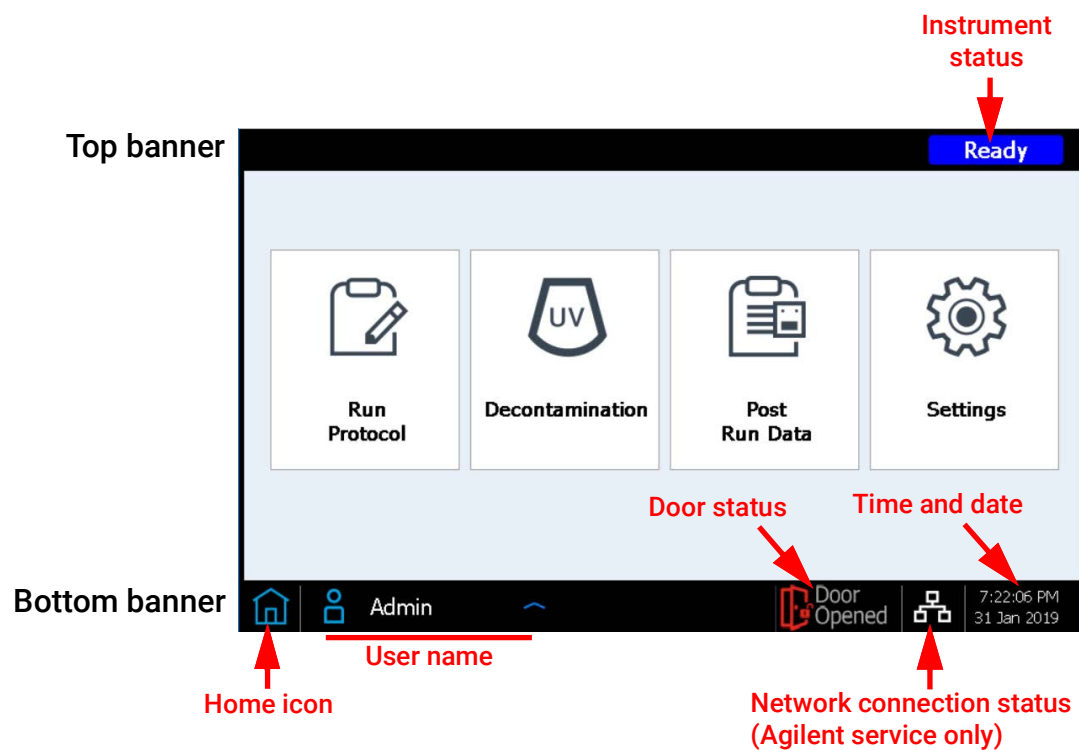 Instrument
status
Top banner
Ready
UV
Run
Protocol
Decontamination
Post
Run Data
Settings
Door status
Time and date
Bottom banner
Admin
Door
Opened
7:22:06 PM
31 Jan 2019
User name
Home icon
Network connection status
(Agilent service only)